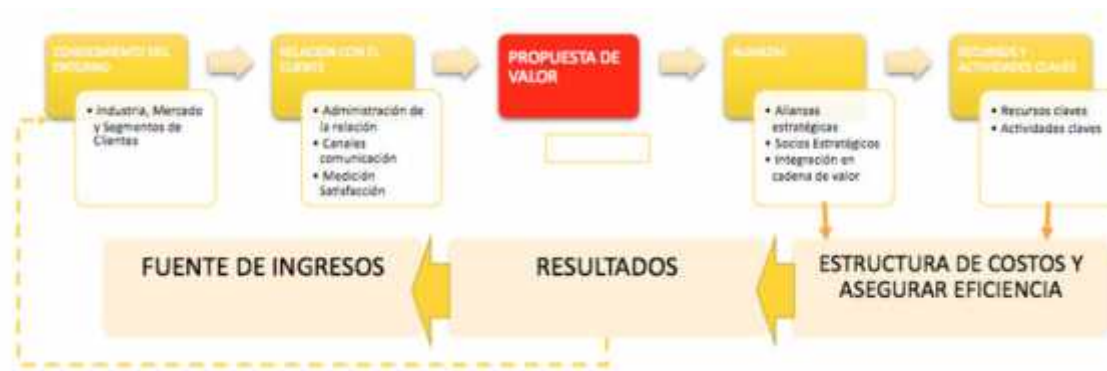 CONOCIMIENTO DEL
ENTORNO
• Industria, Mercado
y Segmentos de
Clientes
RELACIÓN CON EL
CLIENTE
• Administración de
la relación
• Canales
comunicación
• Medición
Satisfacción
PROPUESTA DE
VALOR
ALIANZAS
• Aliansas
estratégicas
• Socios Estratégicos
• Integración en
cadena de valor
RECURSOS Y
ACTIVIDADES CLAVES
• Recursos claves
• Actividades claves
FUENTE DE INGRESOS
RESULTADOS
ESTRUCTURA DE COSTOS Y
ASEGURAR EFICIENCIA